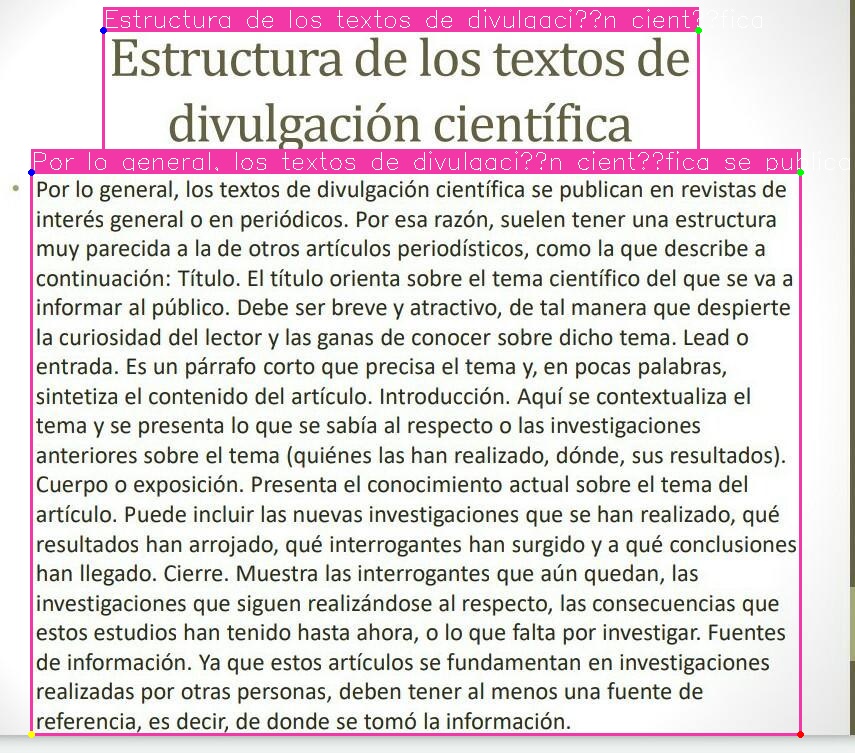 Estructura de los textos de divulgaci??n cient??fica
Estructura de los textos de
divulgación científica
Por lo general, los textos de divulgaci??n cient??fica se publica
• Por lo general, los textos de divulgación científica se publican en revistas de
interés general o en periódicos. Por esa razón, suelen tener una estructura
muy parecida a la de otros artículos periodísticos, como la que describe a
continuación: Título. El título orienta sobre el tema científico del que se va a
informar al público. Debe ser breve y atractivo, de tal manera que despierte
la curiosidad del lector y las ganas de conocer sobre dicho tema. Lead o
entrada. Es un párrafo corto que precisa el tema y, en pocas palabras,
sintetiza el contenido del artículo. Introducción. Aquí se contextualiza el
tema y se presenta lo que se sabía al respecto o las investigaciones
anteriores sobre el tema (quiénes las han realizado, dónde, sus resultados).
Cuerpo o exposición. Presenta el conocimiento actual sobre el tema del
artículo. Puede incluir las nuevas investigaciones que se han realizado, qué
resultados han arrojado, qué interrogantes han surgido y a qué conclusiones
han llegado. Cierre. Muestra las interrogantes que aún quedan, las
investigaciones que siguen realizándose al respecto, las consecuencias que
estos estudios han tenido hasta ahora, o lo que falta por investigar. Fuentes
de información. Ya que estos artículos se fundamentan en investigaciones
realizadas por otras personas, deben tener al menos una fuente de
referencia, es decir, de donde se tomó la información.